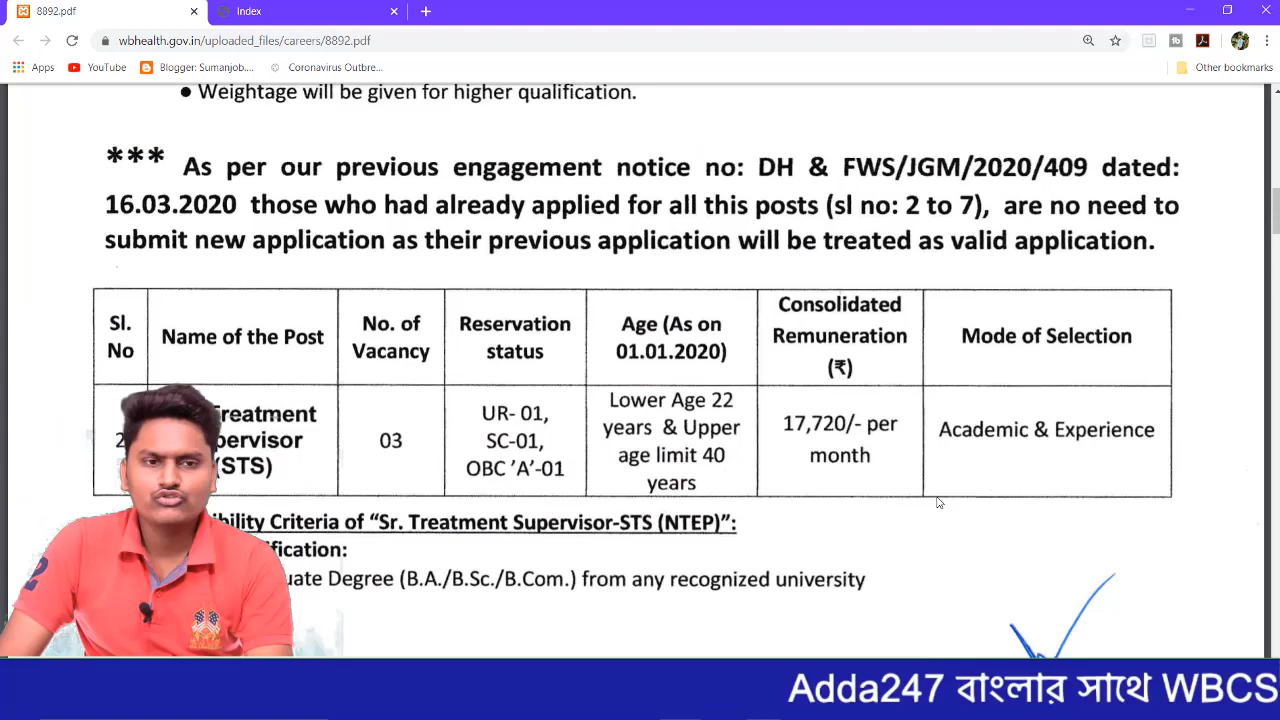 8892.pdf
Index
wbhealth.gov.in/uploaded_files/careers/8892.pdf
Apps
YouTube
Blogger: Sumanjob....
Coronavirus Outbre...
Other bookmarks
● Weightage will be given for higher qualification.
*** As per our previous engagement notice no: DH & FWS/JGM/2020/409 dated:
16.03.2020 those who had already applied for all this posts (sl no: 2 to 7), are no need to
submit new application as their previous application will be treated as valid application.
Sl. No
Name of the Post
No. of Vacancy
Reservation status
Age (As on 01.01.2020)
Consolidated Remuneration (₹)
Mode of Selection
2
Treatment
(STS)
03
UR- 01,
SC-01,
OBC 'A'-01
Lower Age 22
years & Upper
age limit 40
years
17,720/- per
month
Academic & Experience
Criteria of “Sr. Treatment Supervisor-STS (NTEP)”:
Degree (B.A./B.Sc./B.Com.) from any recognized university
Adda247 বাংলার সাথে WBCS